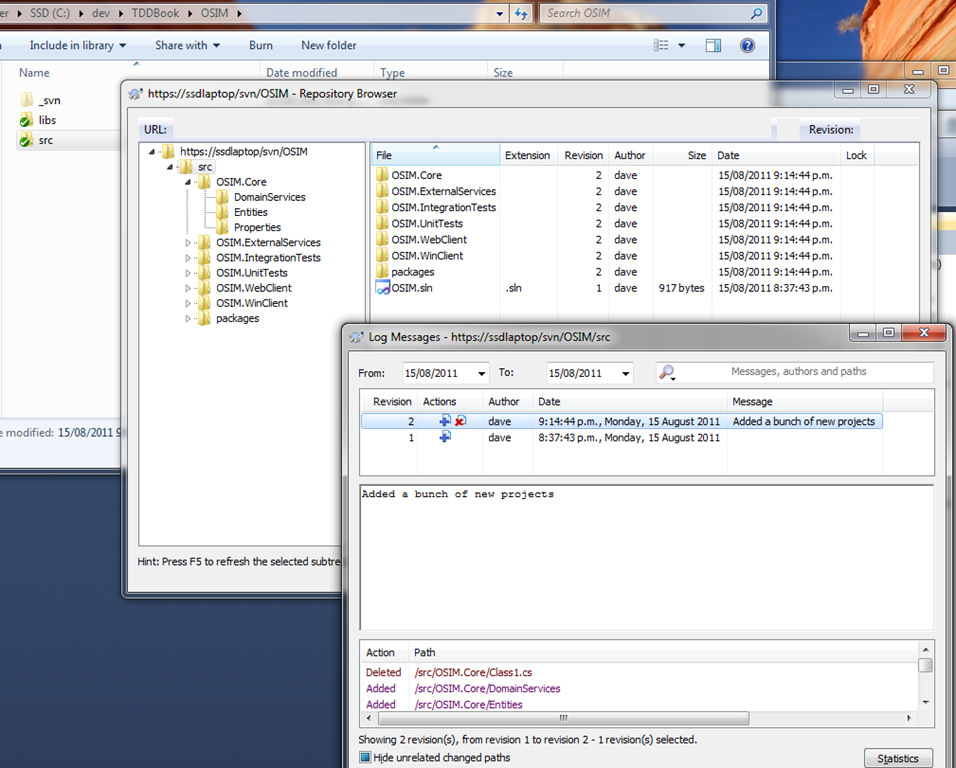 er ▸ SSD (C:) ▸ dev ▸ TDDBook ▸ OSIM ▸
Search OSIM
Include in library ▾ Share with ▾ Burn New folder
Name Date modified Type Size
_svn
libs
src
e modified: 15/08/2011 9
https://ssdlaptop/svn/OSIM - Repository Browser
URL: Revision:
https://ssdlaptop/svn/OSIM
src
OSIM.Core
DomainServices
Entities
Properties
OSIM.ExternalServices
OSIM.IntegrationTests
OSIM.UnitTests
OSIM.WebClient
OSIM.WinClient
packages
File Extension Revision Author Size Date Lock
OSIM.Core 2 dave 15/08/2011 9:14:44 p.m.
OSIM.ExternalServices 2 dave 15/08/2011 9:14:44 p.m.
OSIM.IntegrationTests 2 dave 15/08/2011 9:14:44 p.m.
OSIM.UnitTests 2 dave 15/08/2011 9:14:44 p.m.
OSIM.WebClient 2 dave 15/08/2011 9:14:44 p.m.
OSIM.WinClient 2 dave 15/08/2011 9:14:44 p.m.
packages 2 dave 15/08/2011 9:14:44 p.m.
OSIM.sln .sln 1 dave 917 bytes 15/08/2011 8:37:43 p.m.
Hint: Press F5 to refresh the selected subtre
Log Messages - https://ssdlaptop/svn/OSIM/src
From: 15/08/2011 To: 15/08/2011 Messages, authors and paths
Revision Actions Author Date Message
2 dave 9:14:44 p.m., Monday, 15 August 2011 Added a bunch of new projects
1 dave 8:37:43 p.m., Monday, 15 August 2011
Added a bunch of new projects
Action Path
Deleted /src/OSIM.Core/Class1.cs
Added /src/OSIM.Core/DomainServices
Added /src/OSIM.Core/Entities
Showing 2 revision(s), from revision 1 to revision 2 - 1 revision(s) selected.
Hide unrelated changed paths
Statistics